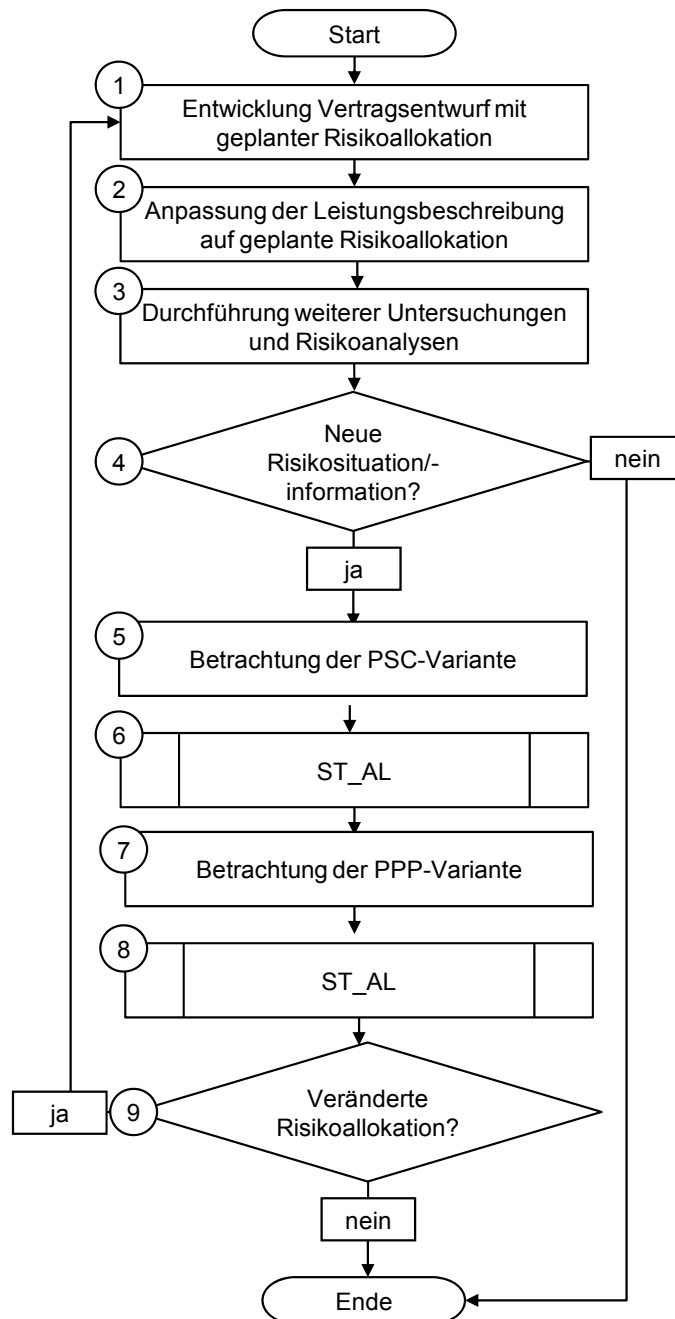 Start
1
Entwicklung Vertragsentwurf mit
geplanter Risikoallokation
2
Anpassung der Leistungsbeschreibung
auf geplante Risikoallokation
3
Durchführung weiterer Untersuchungen
und Risikoanalysen
4
Neue
Risikosituation/-
information?
nein
ja
5
Betrachtung der PSC-Variante
6
ST_AL
7
Betrachtung der PPP-Variante
8
ST_AL
ja
9
Veränderte
Risikoallokation?
nein
Ende